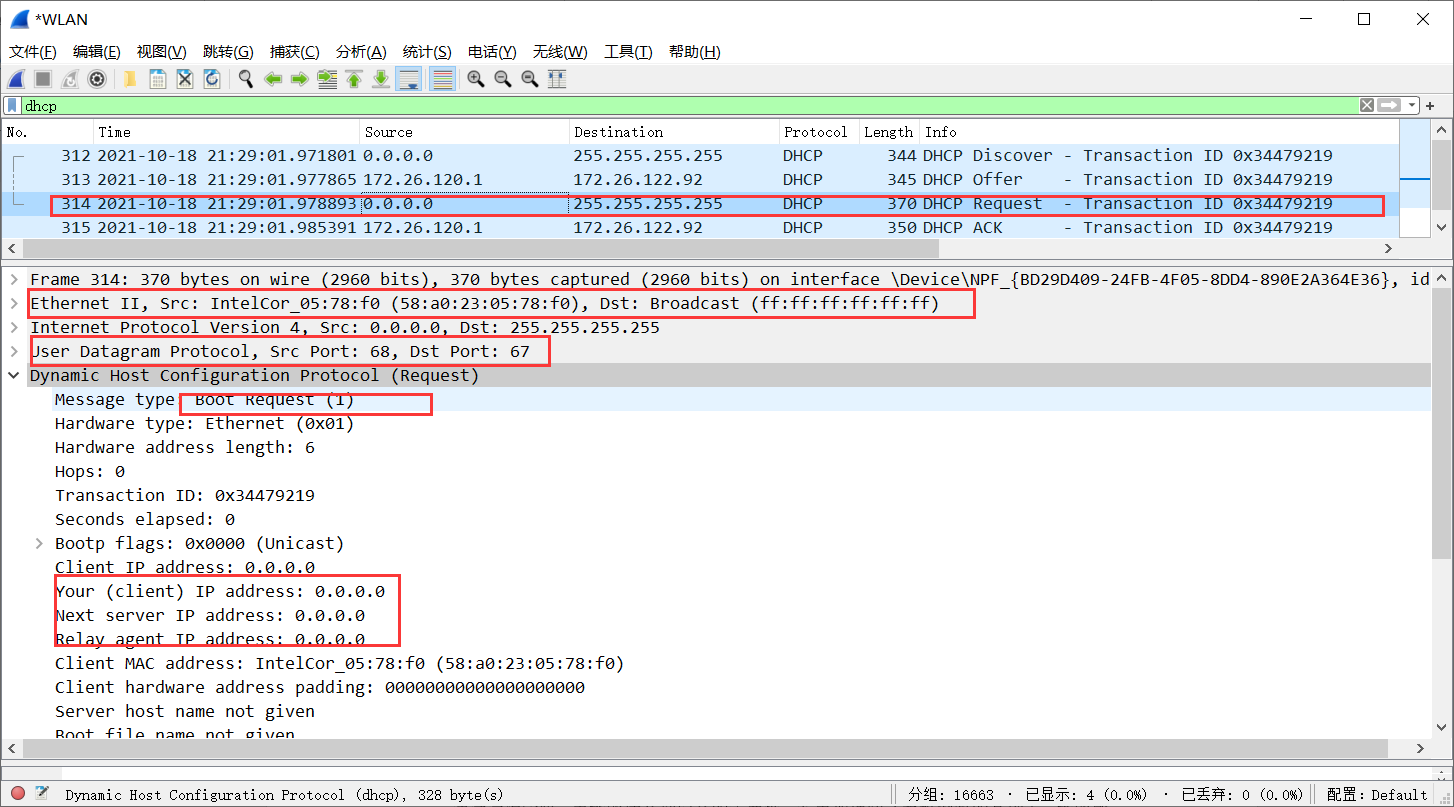 *WLAN
文件(F) 编辑(E) 视图(V) 跳转(G) 捕获(C) 分析(A) 统计(S) 电话(Y) 无线(W) 工具(T) 帮助(H)
dhcp
No. Time Source Destination Protocol Length Info
312 2021-10-18 21:29:01.971801 0.0.0.0 255.255.255.255 DHCP 344 DHCP Discover - Transaction ID 0x34479219
313 2021-10-18 21:29:01.977865 172.26.120.1 172.26.122.92 DHCP 345 DHCP Offer - Transaction ID 0x34479219
314 2021-10-18 21:29:01.978893 0.0.0.0 255.255.255.255 DHCP 370 DHCP Request - Transaction ID 0x34479219
315 2021-10-18 21:29:01.985391 172.26.120.1 172.26.122.92 DHCP 350 DHCP ACK - Transaction ID 0x34479219
Frame 314: 370 bytes on wire (2960 bits), 370 bytes captured (2960 bits) on interface \Device\NPF_{BD29D409-24FB-4F05-8DD4-890E2A364E36}, id
Ethernet II, Src: IntelCor_05:78:f0 (58:a0:23:05:78:f0), Dst: Broadcast (ff:ff:ff:ff:ff:ff)
Internet Protocol Version 4, Src: 0.0.0.0, Dst: 255.255.255.255
User Datagram Protocol, Src Port: 68, Dst Port: 67
Dynamic Host Configuration Protocol (Request)
Message type: Boot Request (1)
Hardware type: Ethernet (0x01)
Hardware address length: 6
Hops: 0
Transaction ID: 0x34479219
Seconds elapsed: 0
Bootp flags: 0x0000 (Unicast)
Client IP address: 0.0.0.0
Your (client) IP address: 0.0.0.0
Next server IP address: 0.0.0.0
Relay agent IP address: 0.0.0.0
Client MAC address: IntelCor_05:78:f0 (58:a0:23:05:78:f0)
Client hardware address padding: 00000000000000000000
Server host name not given
Boot file name not given
Dynamic Host Configuration Protocol (dhcp), 328 byte(s) 分组: 16663 · 已显示: 4 (0.0%) · 已丢弃: 0 (0.0%) 配置: Default